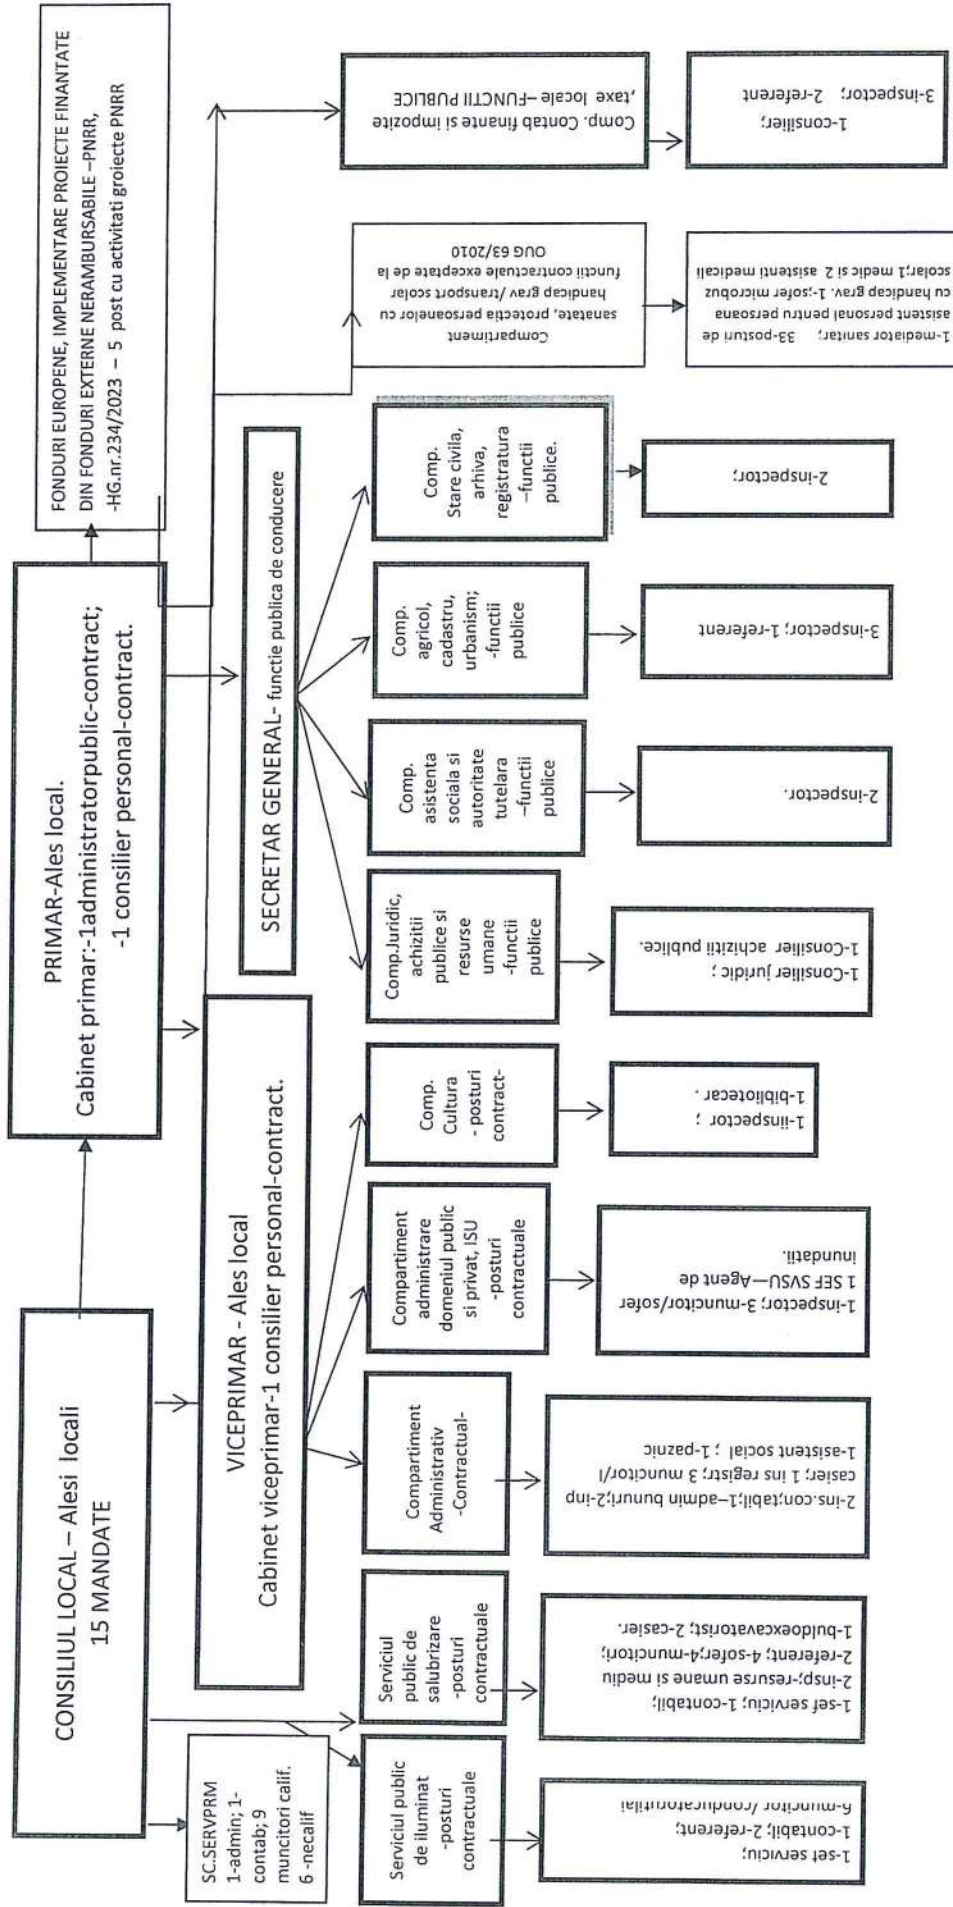 CONSILIUL LOCAL – Alesi locali
15 MANDATE
PRIMAR-Ales local.
Cabinet primar:-1administratorpublic-contract;
-1 consilier personal-contract.
FONDURI EUROPENE, IMPLEMENTARE PROIECTE FINANTATE
DIN FONDURI EXTERNE NERAMBURSABILE –PNRR,
-HG.nr.234/2023 – 5 post cu activitati groiecte PNRR
SC.SERVPRM
1-admin; 1-
contab; 9
muncitori calif.
6 -necalif
VICEPRIMAR - Ales local
Cabinet viceprimar-1 consilier personal-contract.
SECRETAR GENERAL- functie publica de conducere
Serviciul public
de iluminat
-posturi
contractuale
Serviciul
public de
salubrizare
-posturi
contractuale
Compartiment
Administrativ
-Contractual-
Compartiment
administrare
domeniul public
si privat, ISU
-posturi
contractuale
Comp.
Cultura
- posturi
contract-
Comp.Juridic,
achizitii
publice si
resurse
umane
-functii
publice
Comp.
asistenta
sociala si
autoritate
tutelara
–functii
publice
Comp.
agricol,
cadastru,
urbanism;
-functii
publice
Comp.
Stare civila,
arhiva,
registratura
–functii
publice.
Compartiment
sanatate, protectia persoanelor cu
handicap grav /transport scolar
functii contractuale exceptate de la
OUG 63/2010
Comp. Contab finante si impozite
,taxe locale –FUNCTII PUBLICE
1-sef serviciu;
1-contabil; 2-referent;
6-muncitor /conducatorutilai
1-sef serviciu; 1-contabil;
2-insp;-resurse umane si mediu
2-referent; 4-sofer;4-muncitori;
1-buldoexcavatorist; 2-casier.
2-ins.con;tabil;1–admin bunuri;2-inp
casier; 1 ins registr; 3 muncitor/I
1-asistent social ; 1-paznic
1-inspector; 3-muncitor/sofer
1 SEF SVSU—Agent de
inundatii.
1-iinspector ;
1-bibliotecar .
1-Consilier juridic ;
1-Consilier achizitii publice.
2-inspector.
3-inspector; 1-referent
2-inspector;
1-mediator sanitar; 33-posturi de
asistent personal pentru persoana
cu handicap grav. 1-;sofer microbuz
scolar;1 medic si 2 asistenti medicali
1-consilier;
3-inspector; 2-referent